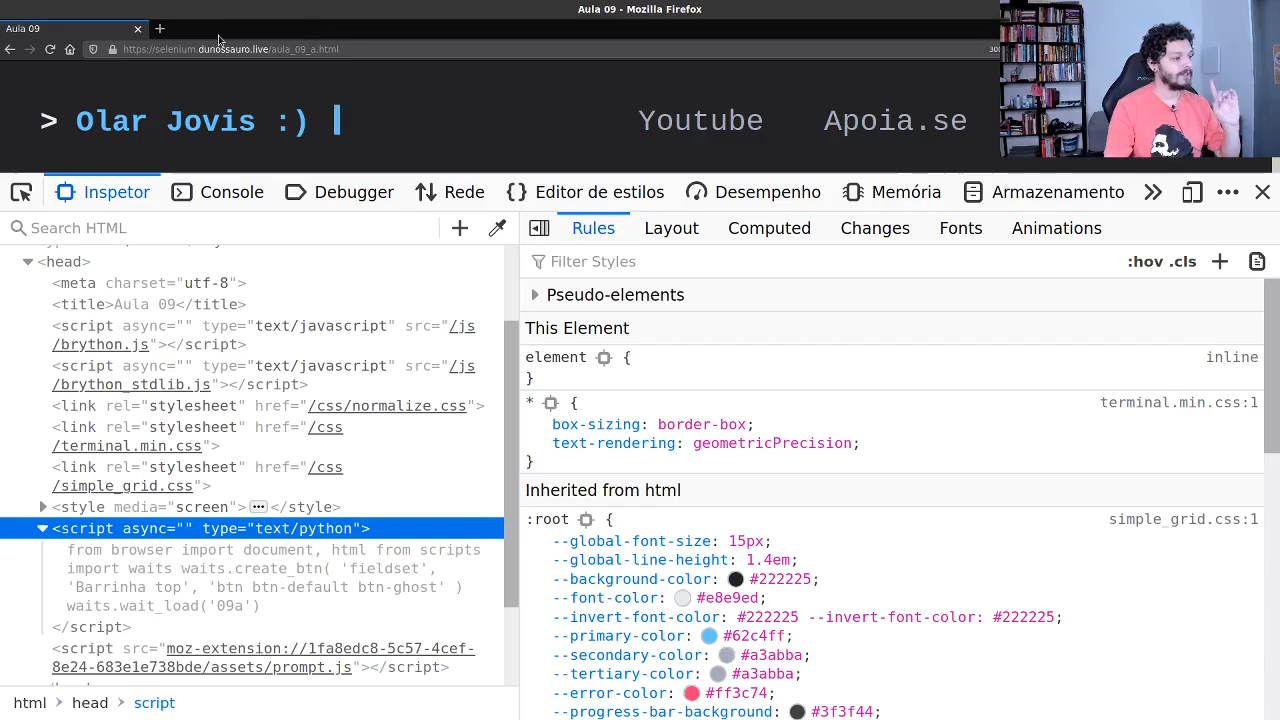 Aula 09 - Mozilla Firefox
Aula 09
https://selenium.dunossauro.live/aula_09_a.html
300
> Olar Jovis :)
Youtube
Apoia.se
Inspetor
Console
Debugger
Rede
{} Editor de estilos
Desempenho
Memória
Armazenamento
Search HTML
Rules
Layout
Computed
Changes
Fonts
Animations
<head>
<meta charset="utf-8">
<title>Aula 09</title>
<script async="" type="text/javascript" src="/js
/brython.js"></script>
<script async="" type="text/javascript" src="/js
/brython_stdlib.js"></script>
<link rel="stylesheet" href="/css/normalize.css">
<link rel="stylesheet" href="/css
/terminal.min.css">
<link rel="stylesheet" href="/css
/simple_grid.css">
<style media="screen"> ••• </style>
<script async="" type="text/python">
from browser import document, html from scripts
import waits waits.create_btn( 'fieldset',
'Barrinha top', 'btn btn-default btn-ghost' )
waits.wait_load('09a')
</script>
<script src="moz-extension://1fa8edc8-5c57-4cef-
8e24-683e1e738bde/assets/prompt.js"></script>
html
head
script
Filter Styles
:hov .cls
Pseudo-elements
This Element
element {
inline
}
* {
terminal.min.css:1
box-sizing: border-box;
text-rendering: geometricPrecision;
}
Inherited from html
:root {
simple_grid.css:1
--global-font-size: 15px;
--global-line-height: 1.4em;
--background-color: #222225;
--font-color: #e8e9ed;
--invert-font-color: #222225 --invert-font-color: #222225;
--primary-color: #62c4ff;
--secondary-color: #a3abba;
--tertiary-color: #a3abba;
--error-color: #ff3c74;
--progress-bar-background: #3f3f44;